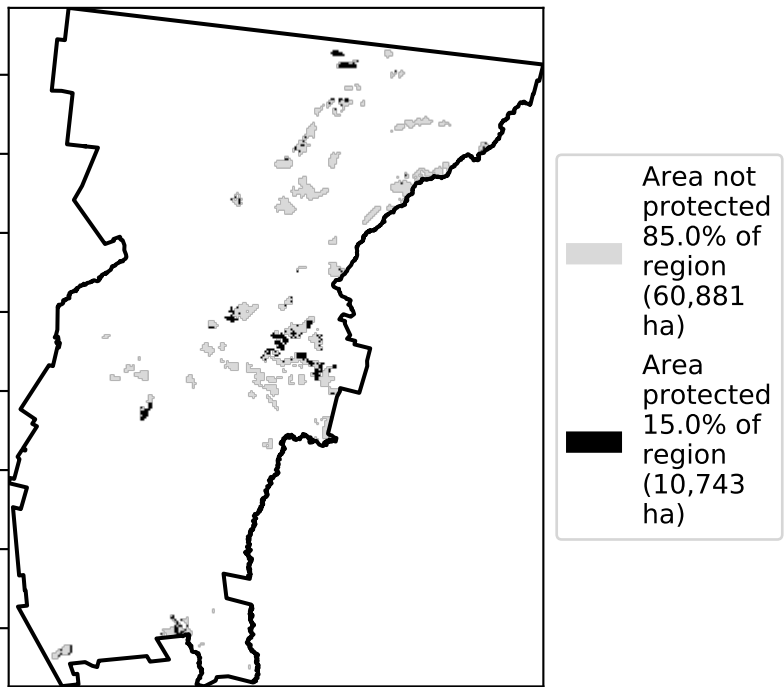 Area not
protected
85.0% of
region
(60,881
ha)
Area
protected
15.0% of
region
(10,743
ha)